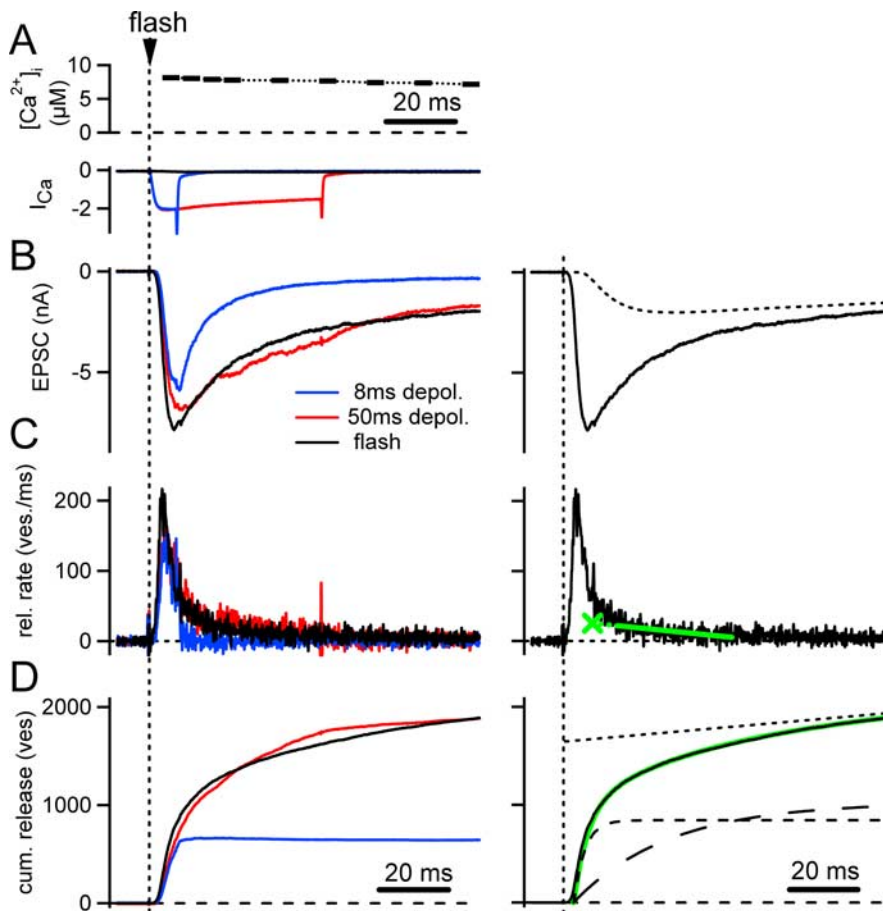 flash
A
10
5
0
[Ca²⁺]ᵢ
(μM)
20 ms
0
-2
I_Ca
B
0
-5
EPSC (nA)
8ms depol.
50ms depol.
flash
C
200
100
0
rel. rate (ves./ms)
D
2000
1000
0
cum. release (ves)
20 ms
20 ms